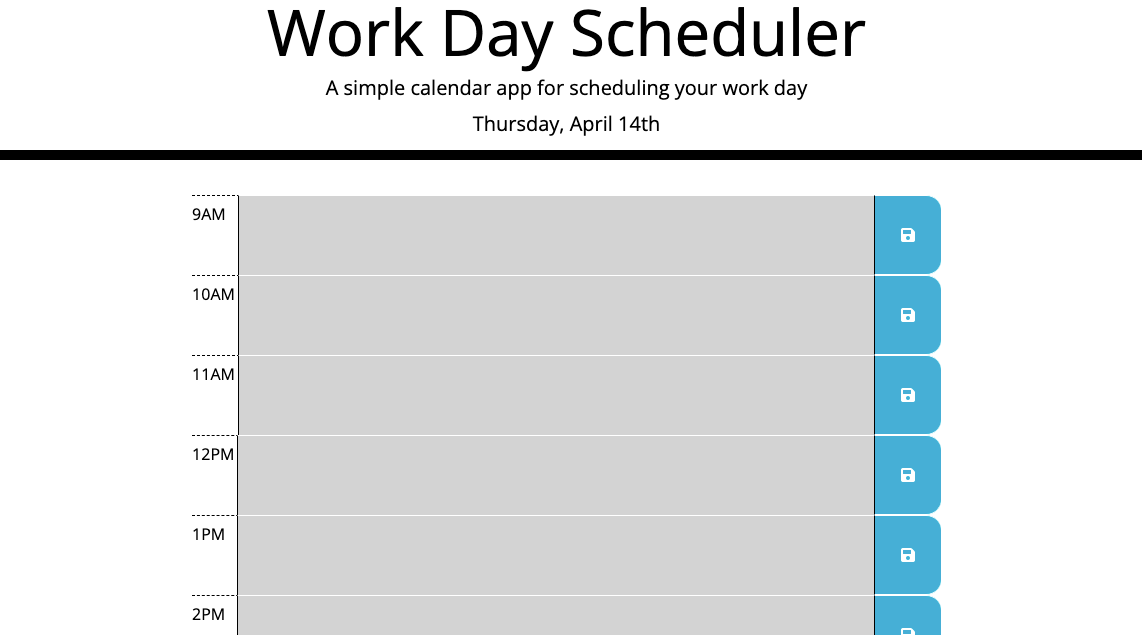 Work Day Scheduler
A simple calendar app for scheduling your work day
Thursday, April 14th
9AM
10AM
11AM
12PM
1PM
2PM